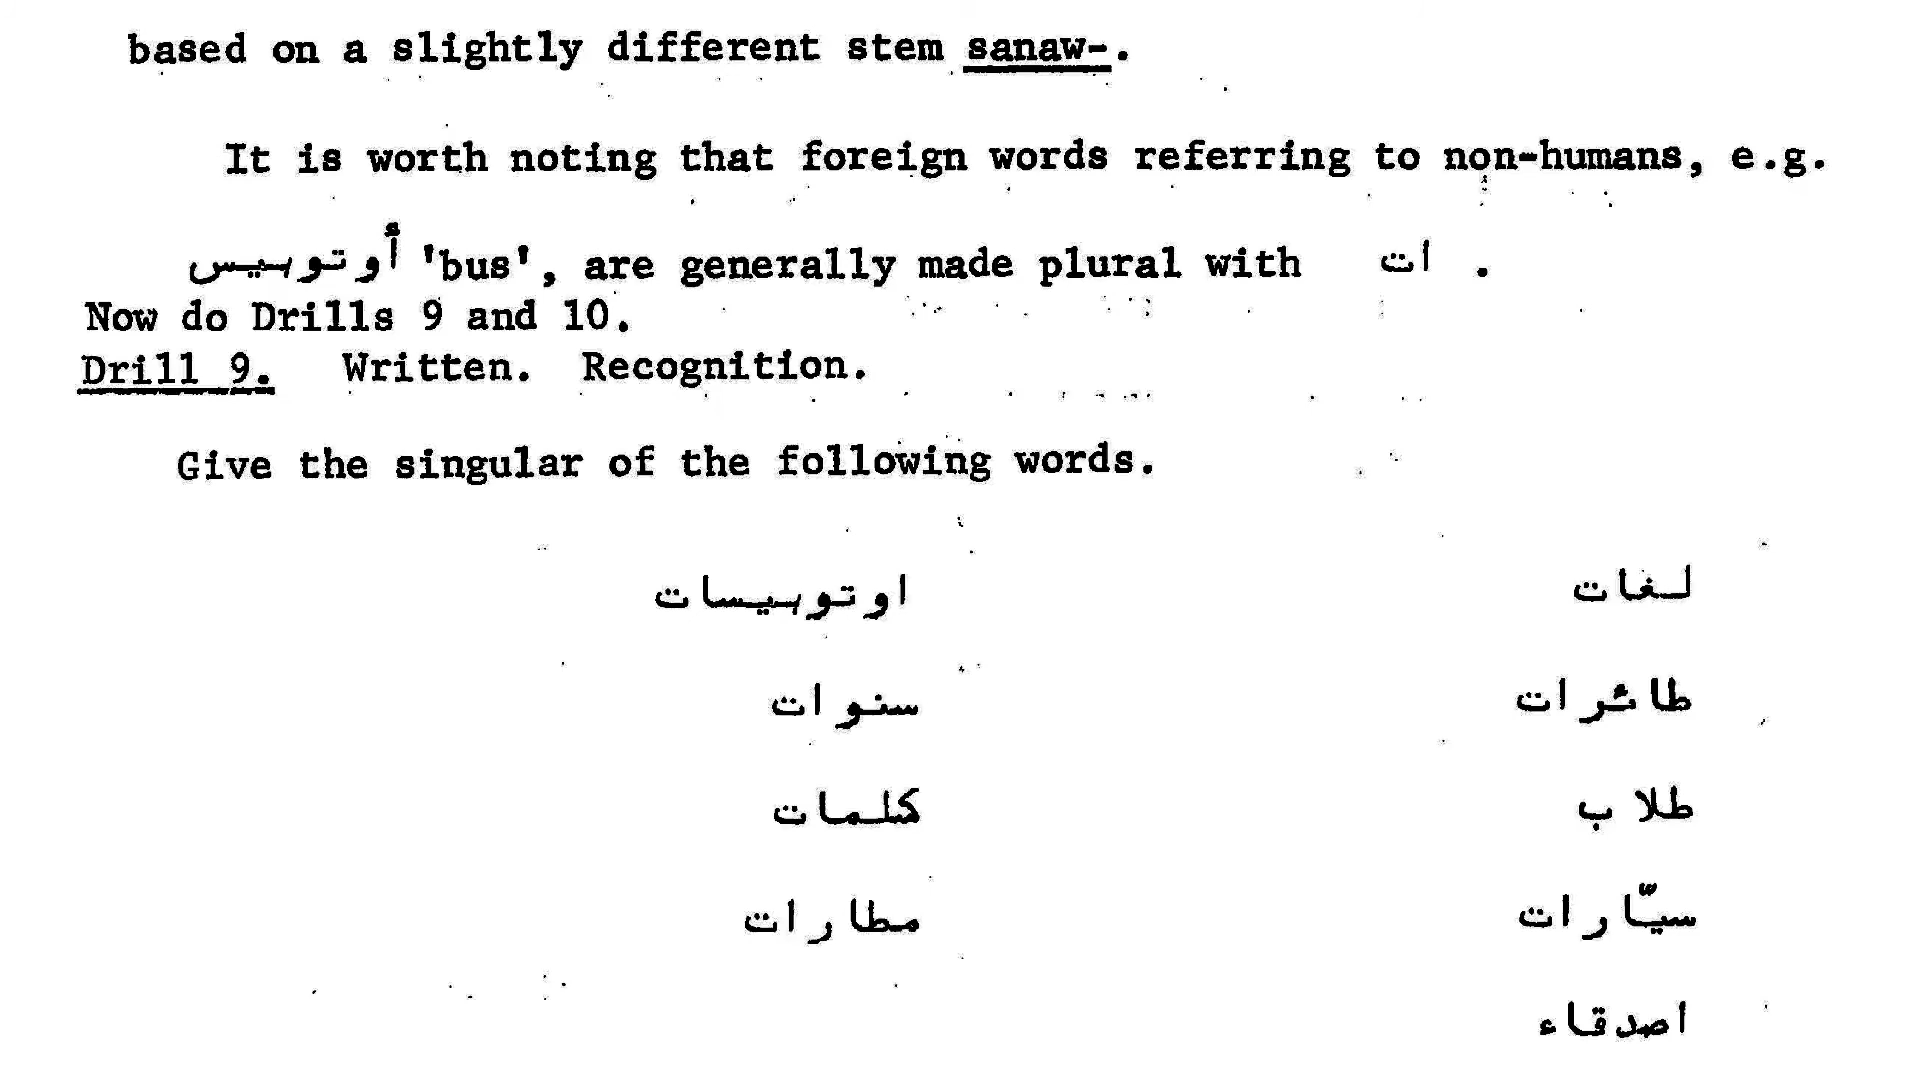 based on a slightly different stem sanaw-.
It is worth noting that foreign words referring to non-humans, e.g.
أوتوبيس 'bus', are generally made plural with ات .
Now do Drills 9 and 10.
Drill 9. Written. Recognition.
Give the singular of the following words.
لغات اوتوبيسات
طائرات سنوات
طلاب كلمات
سيّارات مطارات
اصدقاء